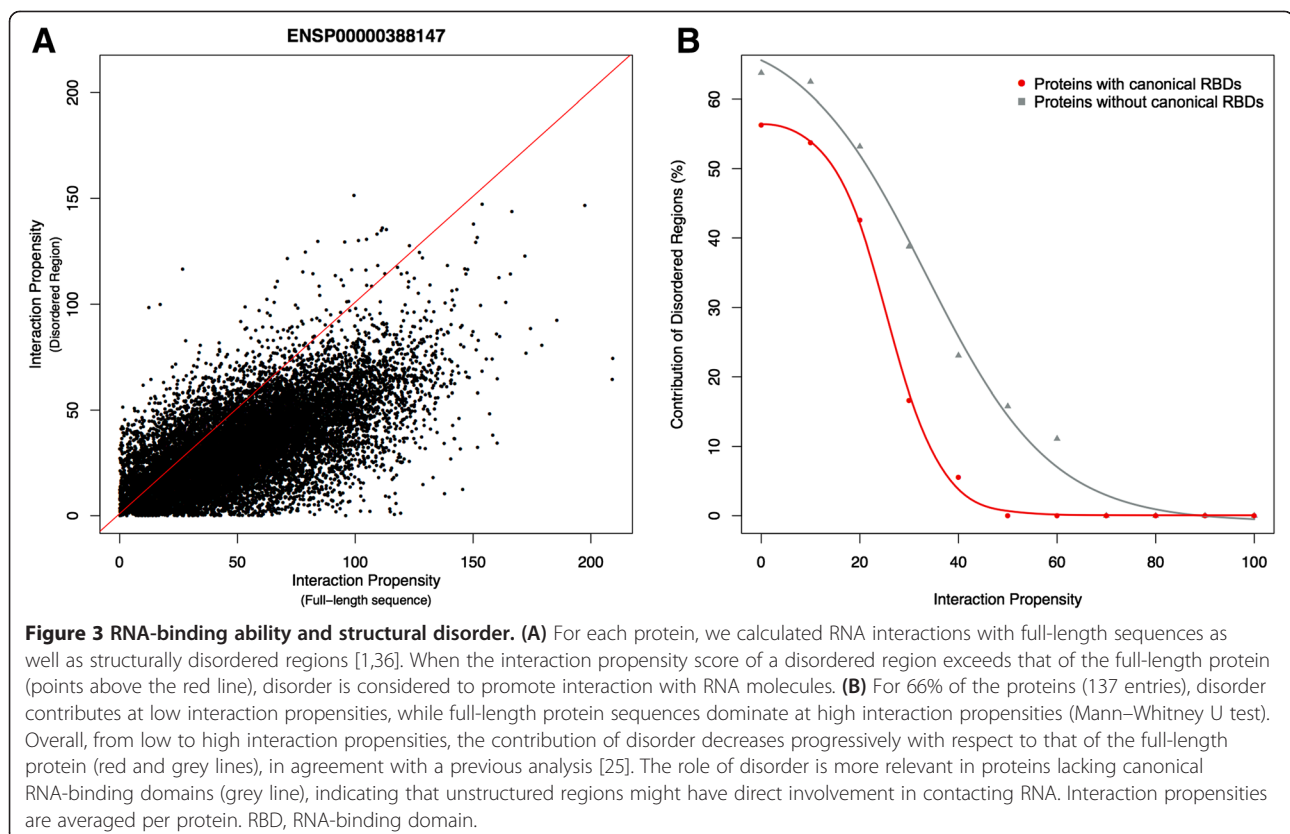 A
ENSP00000388147
200
150
100
50
0
Interaction Propensity
(Disordered Region)
0
50
100
150
200
Interaction Propensity
(Full–length sequence)
B
Proteins with canonical RBDs
Proteins without canonical RBDs
60
50
40
30
20
10
0
Contribution of Disordered Regions (%)
0
20
40
60
80
100
Interaction Propensity
Figure 3 RNA-binding ability and structural disorder. (A) For each protein, we calculated RNA interactions with full-length sequences as
well as structurally disordered regions [1,36]. When the interaction propensity score of a disordered region exceeds that of the full-length protein
(points above the red line), disorder is considered to promote interaction with RNA molecules. (B) For 66% of the proteins (137 entries), disorder
contributes at low interaction propensities, while full-length protein sequences dominate at high interaction propensities (Mann–Whitney U test).
Overall, from low to high interaction propensities, the contribution of disorder decreases progressively with respect to that of the full-length
protein (red and grey lines), in agreement with a previous analysis [25]. The role of disorder is more relevant in proteins lacking canonical
RNA-binding domains (grey line), indicating that unstructured regions might have direct involvement in contacting RNA. Interaction propensities
are averaged per protein. RBD, RNA-binding domain.